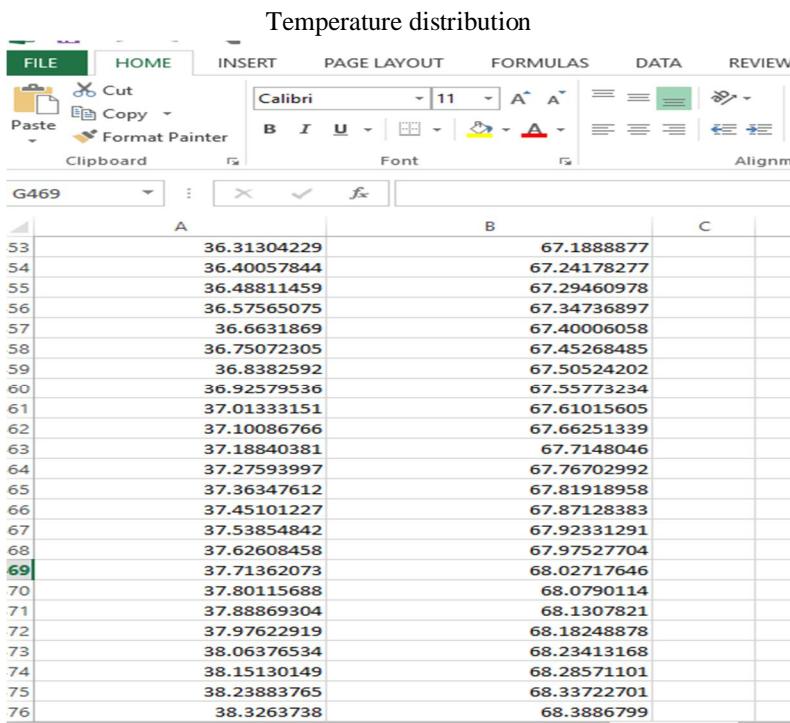 Temperature distribution
FILE HOME INSERT PAGE LAYOUT FORMULAS DATA REVIEW
Cut
Calibri 11 A A
Copy
Paste
Format Painter
B I U A
Clipboard Font Alignm
G469 fx
A B C
53 36.31304229 67.1888877
54 36.40057844 67.24178277
55 36.48811459 67.29460978
56 36.57565075 67.34736897
57 36.6631869 67.40006058
58 36.75072305 67.45268485
59 36.8382592 67.50524202
60 36.92579536 67.55773234
61 37.01333151 67.61015605
62 37.10086766 67.66251339
63 37.18840381 67.7148046
64 37.27593997 67.76702992
65 37.36347612 67.81918958
66 37.45101227 67.87128383
67 37.53854842 67.92331291
68 37.62608458 67.97527704
69 37.71362073 68.02717646
70 37.80115688 68.0790114
71 37.88869304 68.1307821
72 37.97622919 68.18248878
73 38.06376534 68.23413168
74 38.15130149 68.28571101
75 38.23883765 68.33722701
76 38.3263738 68.3886799